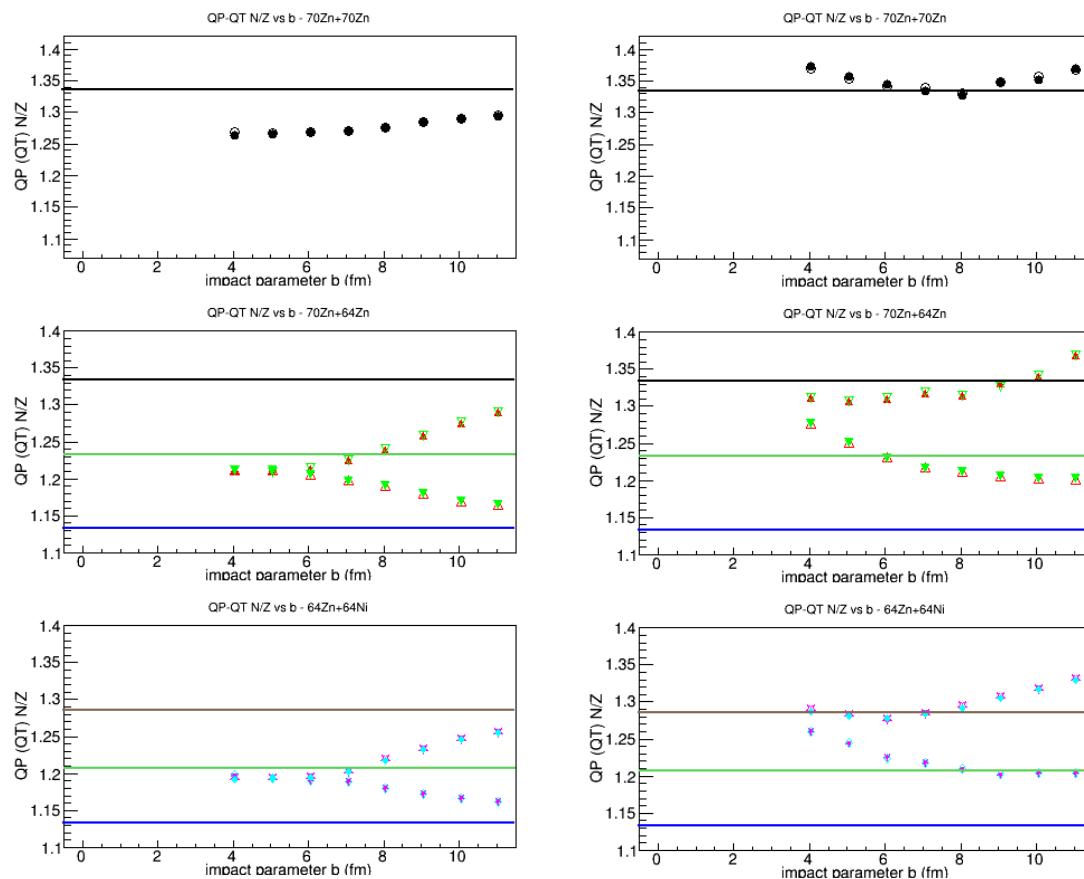 QP-QT N/Z vs b - 70Zn+70Zn
QP (QT) N/Z
1.4
1.35
1.3
1.25
1.2
1.15
1.1
0 2 4 6 8 10
impact parameter b (fm)
QP-QT N/Z vs b - 70Zn+70Zn
QP (QT) N/Z
1.4
1.35
1.3
1.25
1.2
1.15
1.1
0 2 4 6 8 10
impact parameter b (fm)
QP-QT N/Z vs b - 70Zn+64Zn
QP (QT) N/Z
1.4
1.35
1.3
1.25
1.2
1.15
1.1
0 2 4 6 8 10
impact parameter b (fm)
QP-QT N/Z vs b - 70Zn+64Zn
QP (QT) N/Z
1.4
1.35
1.3
1.25
1.2
1.15
1.1
0 2 4 6 8 10
impact parameter b (fm)
QP-QT N/Z vs b - 64Zn+64Ni
QP (QT) N/Z
1.4
1.35
1.3
1.25
1.2
1.15
1.1
0 2 4 6 8 10
impact parameter b (fm)
QP-QT N/Z vs b - 64Zn+64Ni
QP (QT) N/Z
1.4
1.35
1.3
1.25
1.2
1.15
1.1
0 2 4 6 8 10
impact parameter b (fm)